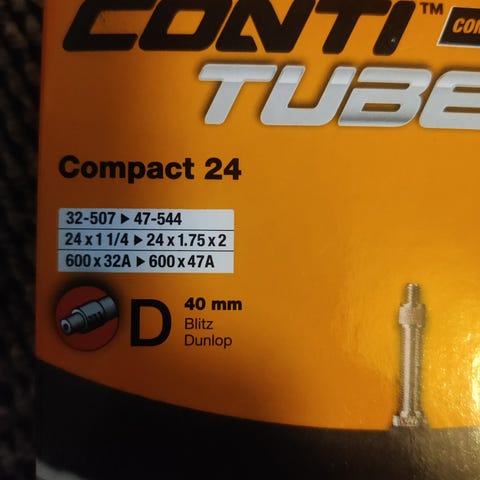 CONTI™
TUBE
Compact 24
32-507 ▶ 47-544
24 x 1 1/4 ▶ 24 x 1.75 x 2
600 x 32A ▶ 600 x 47A
D
40 mm
Blitz
Dunlop